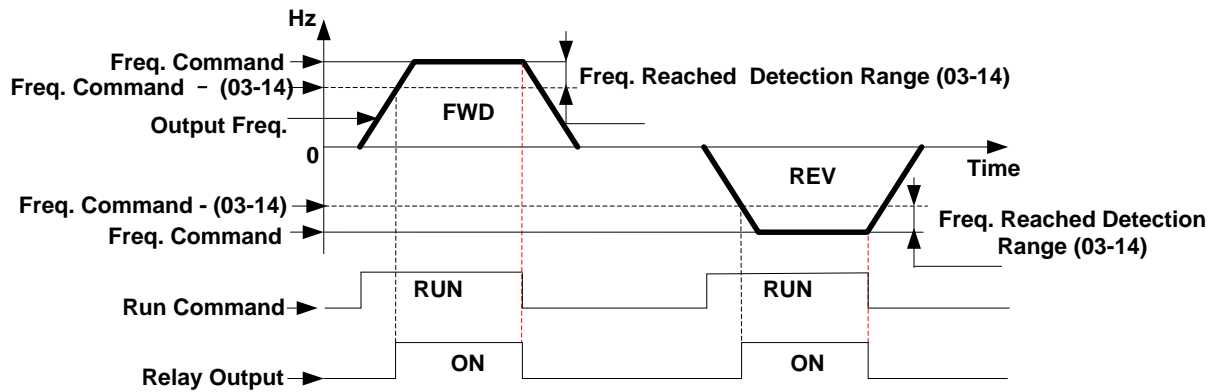 Hz
Freq. Command
Freq. Command - (03-14)
Freq. Reached Detection Range (03-14)
Output Freq.
FWD
0
Time
REV
Freq. Command - (03-14)
Freq. Command
Freq. Reached Detection
Range (03-14)
Run Command
RUN
RUN
Relay Output
ON
ON